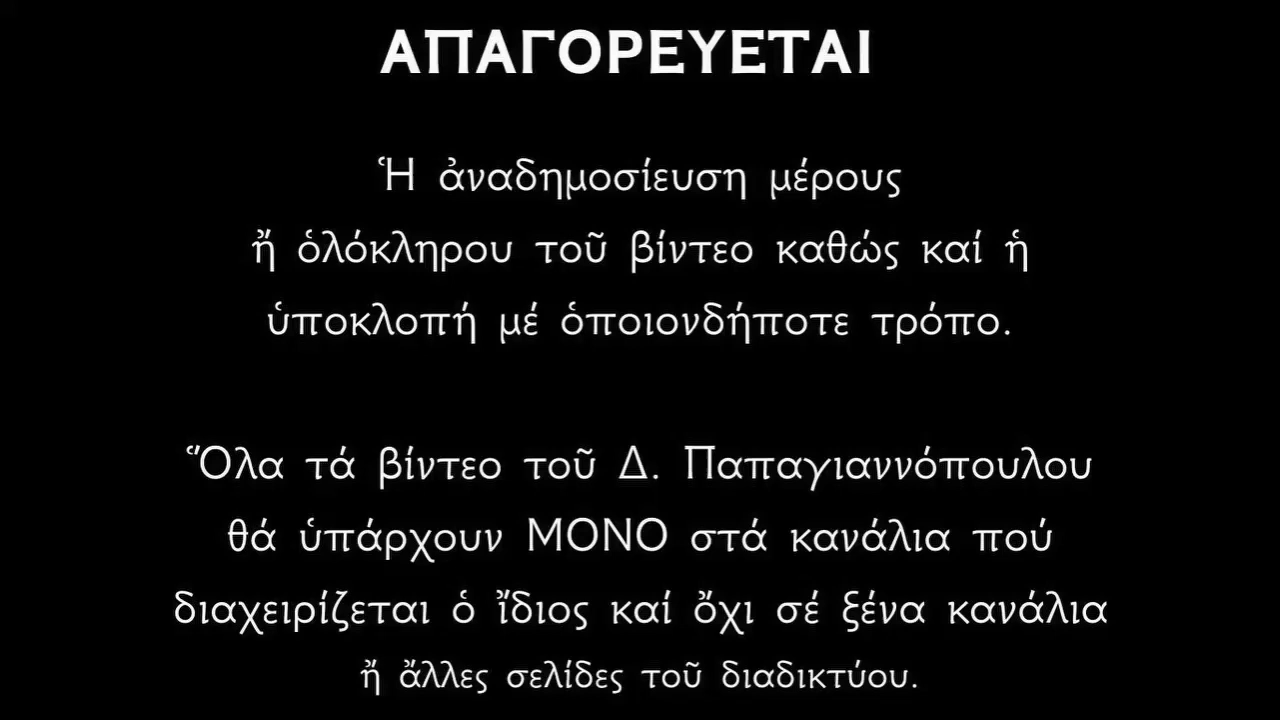 ΑΠΑΓΟΡΕΥΕΤΑΙ
Ἡ ἀναδημοσίευση μέρους
ἤ ὁλόκληρου τοῦ βίντεο καθώς καί ἡ
ὑποκλοπή μέ ὁποιονδήποτε τρόπο.
Ὅλα τά βίντεο τοῦ Δ. Παπαγιαννόπουλου
θά ὑπάρχουν ΜΟΝΟ στά κανάλια πού
διαχειρίζεται ὁ ἴδιος καί ὄχι σέ ξένα κανάλια
ἤ ἄλλες σελίδες τοῦ διαδικτύου.